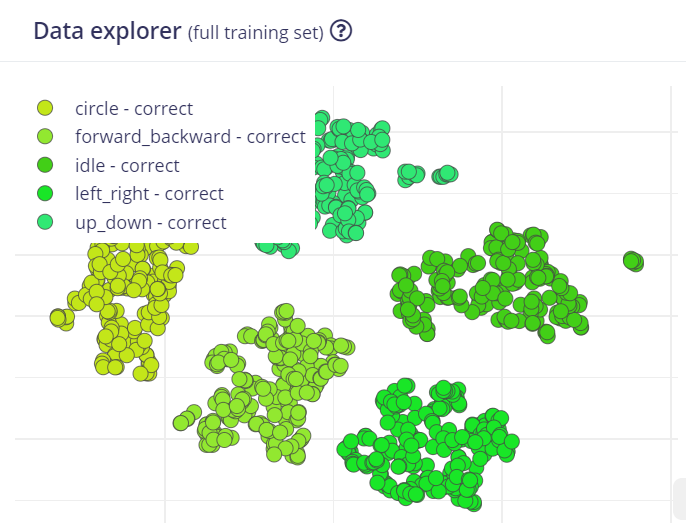 Data explorer (full training set) ?
circle - correct
forward_backward - correct
idle - correct
left_right - correct
up_down - correct